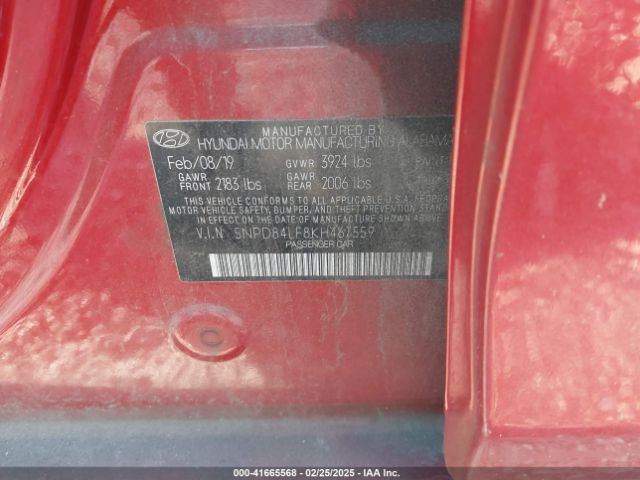 MANUFACTURED BY
HYUNDAI MOTOR MANUFACTURING ALABAMA
Feb/08/19 GVWR 3924 lbs
GAWR FRONT 2183 lbs GAWR REAR 2006 lbs
THIS VEHICLE CONFORMS TO ALL APPLICABLE U.S.A. FEDERAL
MOTOR VEHICLE SAFETY, BUMPER, AND THEFT PREVENTION STANDARDS
IN EFFECT ON THE DATE OF MANUFACTURE SHOWN ABOVE.
V.I.N 5NPD84LF8KH467559
PASSENGER CAR
000-41665568 - 02/25/2025 - IAA Inc.